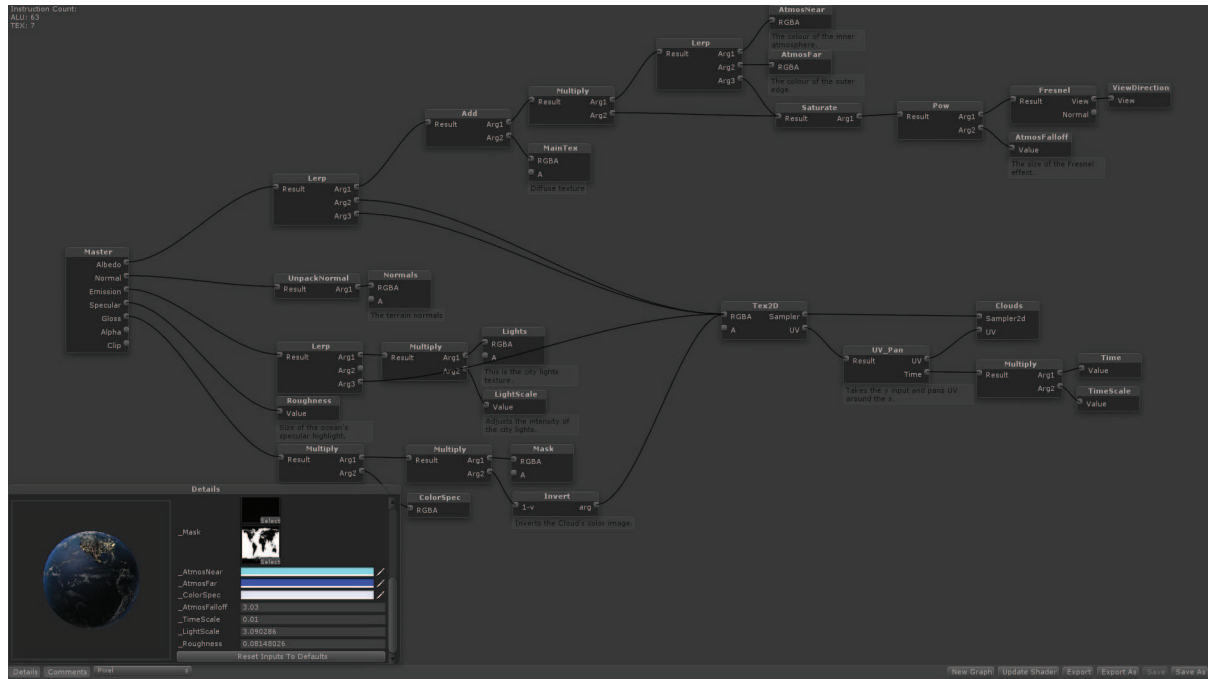 Instruction Count:
ALU: 63
TEX: 7
AtmosNear
RGBA
The colour of the inner
atmosphere.
AtmosFar
RGBA
The colour of the outer
edge.
Lerp
Result Arg1
Arg2
Arg3
Multiply
Result Arg1
Arg2
Saturate
Result Arg1
Pow
Result Arg1
Arg2
Fresnel
Result View
Normal
ViewDirection
View
AtmosFalloff
Value
The size of the Fresnel
effect.
Add
Result Arg1
Arg2
MainTex
RGBA
A
Diffuse texture
Lerp
Result Arg1
Arg2
Arg3
Master
Albedo
Normal
Emission
Specular
Gloss
Alpha
Clip
UnpackNormal
Result Arg1
Normals
RGBA
A
The terrain normals
Tex2D
RGBA Sampler
A UV
Clouds
Sampler2d
UV
UV_Pan
Result UV
Time
Takes the y input and pans UV
around the x.
Multiply
Result Arg1
Arg2
Time
Value
TimeScale
Value
Lerp
Result Arg1
Arg2
Arg3
Multiply
Result Arg1
Arg2
Lights
RGBA
A
This is the city lights
texture.
LightScale
Value
Adjusts the intensity of
the city lights.
Roughness
Value
Size of the ocean's
specular highlight.
Multiply
Result Arg1
Arg2
Multiply
Result Arg1
Arg2
Mask
RGBA
A
ColorSpec
RGBA
Invert
1-v arg
Inverts the Cloud's color image.
Details
Select
_Mask
Select
_AtmosNear
_AtmosFar
_ColorSpec
_AtmosFalloff 3.03
_TimeScale 0.01
_LightScale 3.090286
_Roughness 0.08148026
Reset Inputs To Defaults
Details Comments Pixel New Graph Update Shader Export Export As Save Save As